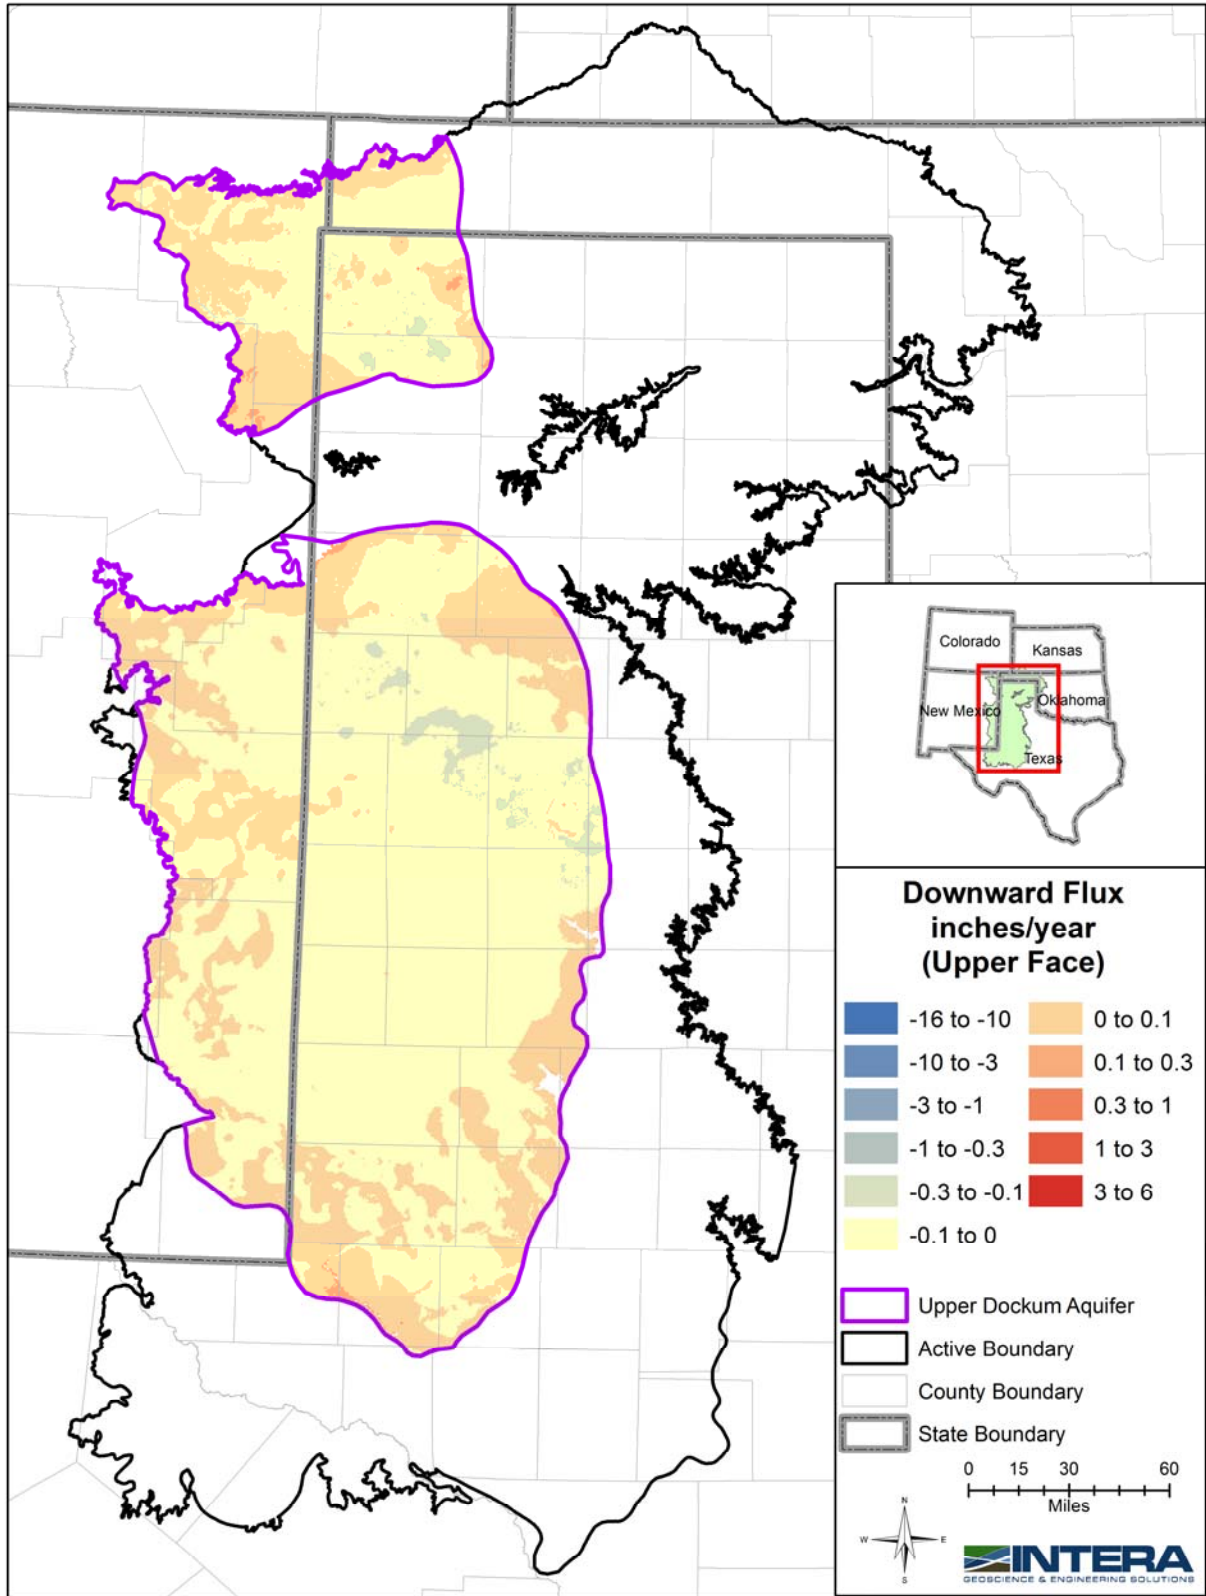 Colorado
Kansas
New Mexico
Oklahoma
Texas
Downward Flux
inches/year
(Upper Face)
-16 to -10
0 to 0.1
-10 to -3
0.1 to 0.3
-3 to -1
0.3 to 1
-1 to -0.3
1 to 3
-0.3 to -0.1
3 to 6
-0.1 to 0
Upper Dockum Aquifer
Active Boundary
County Boundary
State Boundary
0 15 30 60
Miles
N
W E
S
INTERA
GEOSCIENCE & ENGINEERING SOLUTIONS